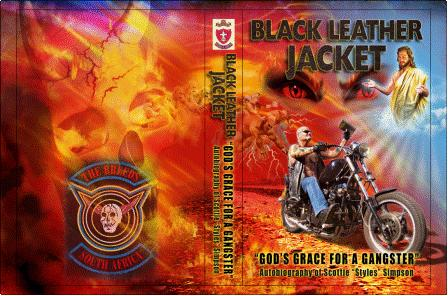 THE BREEDS
SOUTH AFRICA
BLACK LEATHER
JACKET
"GOD'S GRACE FOR A GANGSTER"
Autobiography of Scottie "Styles" Simpson
BLACK LEATHER
JACKET
"GOD'S GRACE FOR A GANGSTER"
Autobiography of Scottie "Styles" Simpson